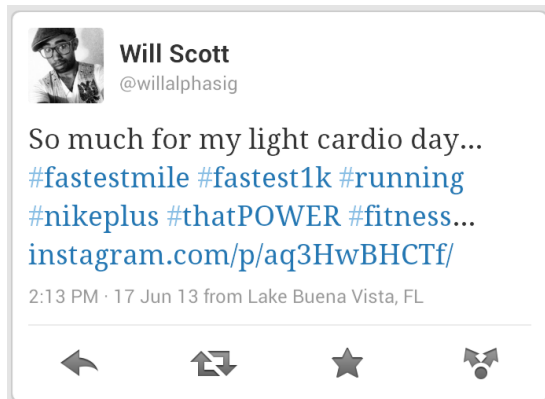 Will Scott
@willalphasig
So much for my light cardio day...
#fastestmile #fastest1k #running
#nikeplus #thatPOWER #fitness...
instagram.com/p/aq3HwBHCTf/
2:13 PM · 17 Jun 13 from Lake Buena Vista, FL